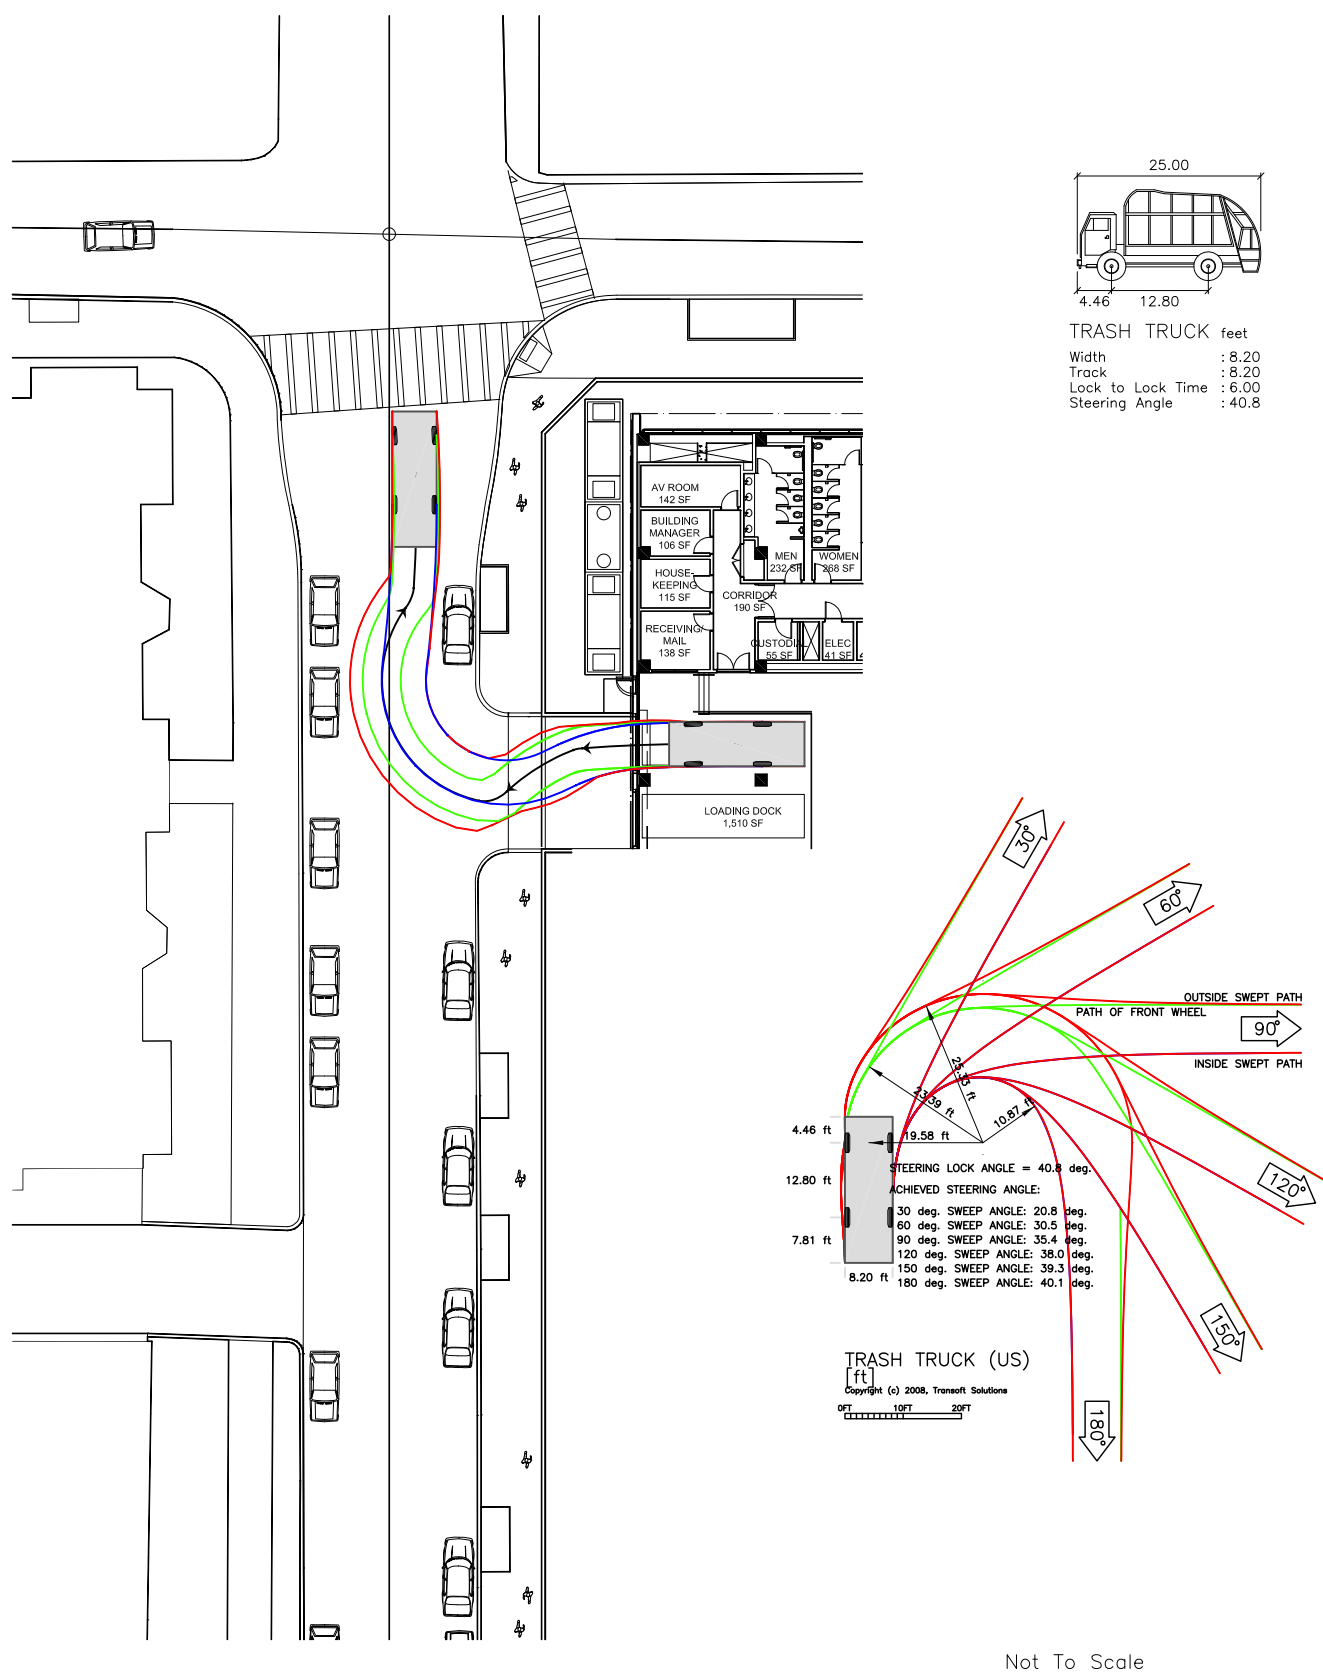 25.00
4.46
12.80
TRASH TRUCK feet
Width : 8.20
Track : 8.20
Lock to Lock Time : 6.00
Steering Angle : 40.8
AV ROOM
142 SF
BUILDING
MANAGER
106 SF
HOUSE-
KEEPING
115 SF
RECEIVING/
MAIL
138 SF
MEN
232 SF
WOMEN
268 SF
CORRIDOR
190 SF
CUSTODIAL
55 SF
ELEC
41 SF
LOADING DOCK
1,510 SF
30°
60°
OUTSIDE SWEPT PATH
PATH OF FRONT WHEEL
90°
INSIDE SWEPT PATH
25.33 ft
23.39 ft
10.87 ft
19.58 ft
4.46 ft
12.80 ft
7.81 ft
8.20 ft
STEERING LOCK ANGLE = 40.8 deg.
ACHIEVED STEERING ANGLE:
30 deg. SWEEP ANGLE: 20.8 deg.
60 deg. SWEEP ANGLE: 30.5 deg.
90 deg. SWEEP ANGLE: 35.4 deg.
120 deg. SWEEP ANGLE: 38.0 deg.
150 deg. SWEEP ANGLE: 39.3 deg.
180 deg. SWEEP ANGLE: 40.1 deg.
120°
150°
180°
TRASH TRUCK (US)
[ft]
Copyright (c) 2008, Transoft Solutions
0FT 10FT 20FT
Not To Scale